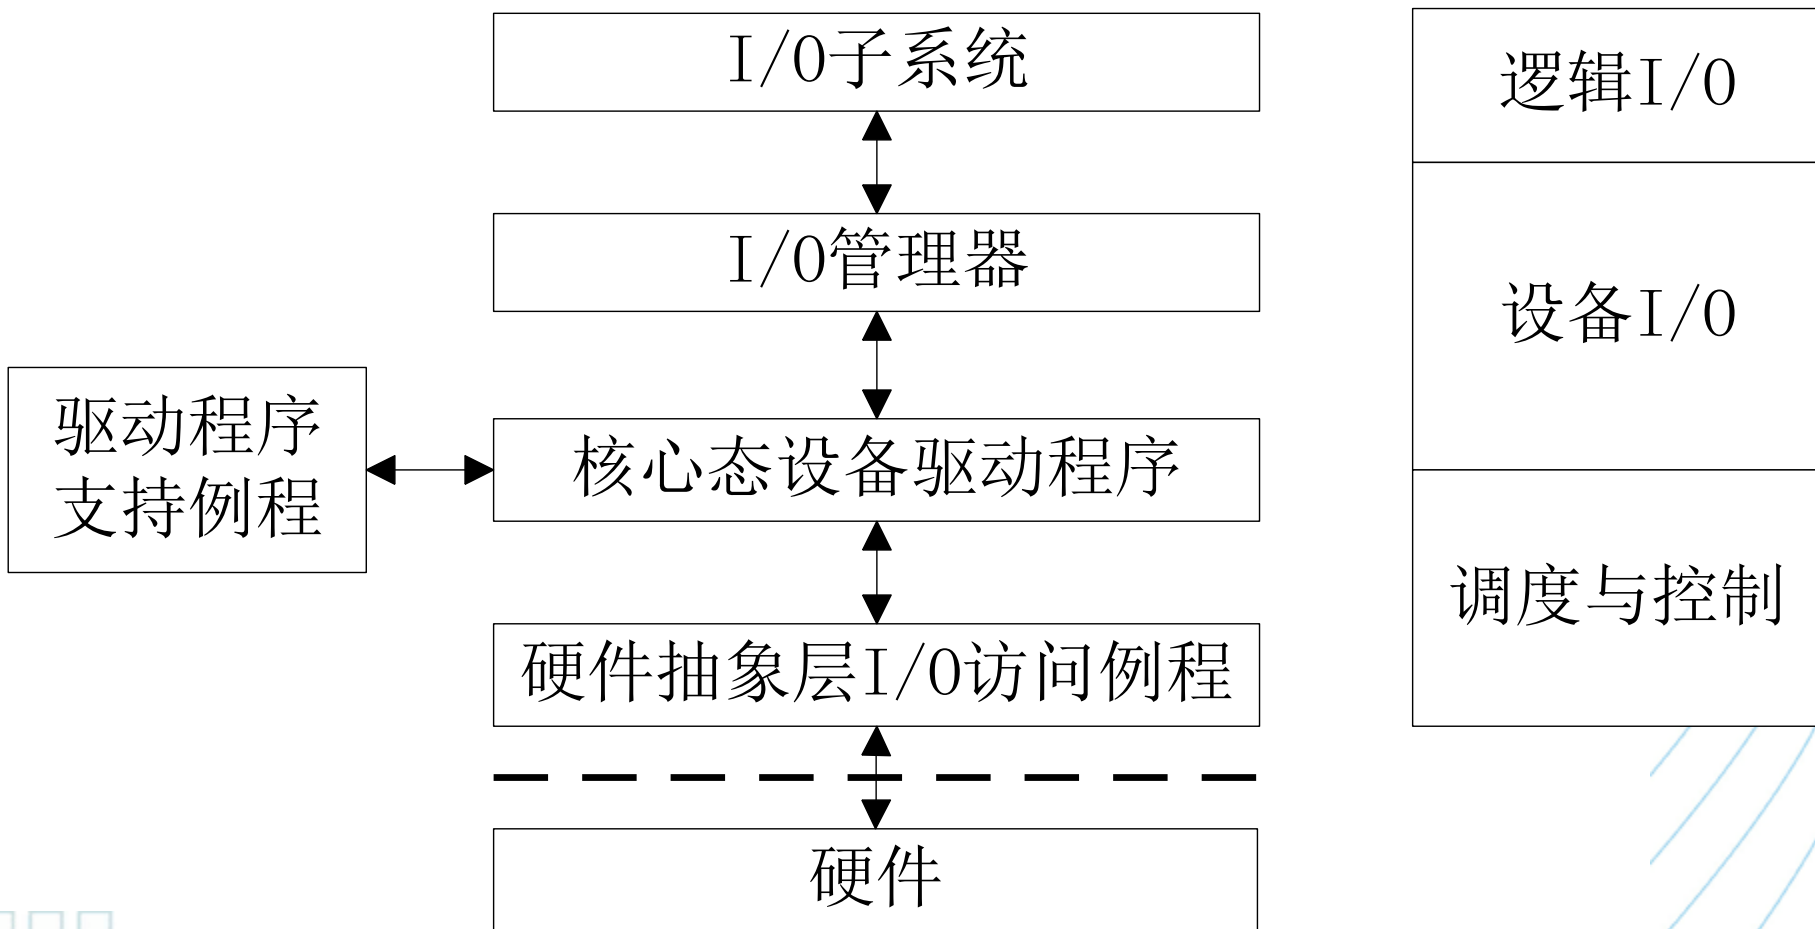 I/O子系统
I/O管理器
驱动程序
支持例程
核心态设备驱动程序
硬件抽象层I/O访问例程
硬件
逻辑I/O
设备I/O
调度与控制